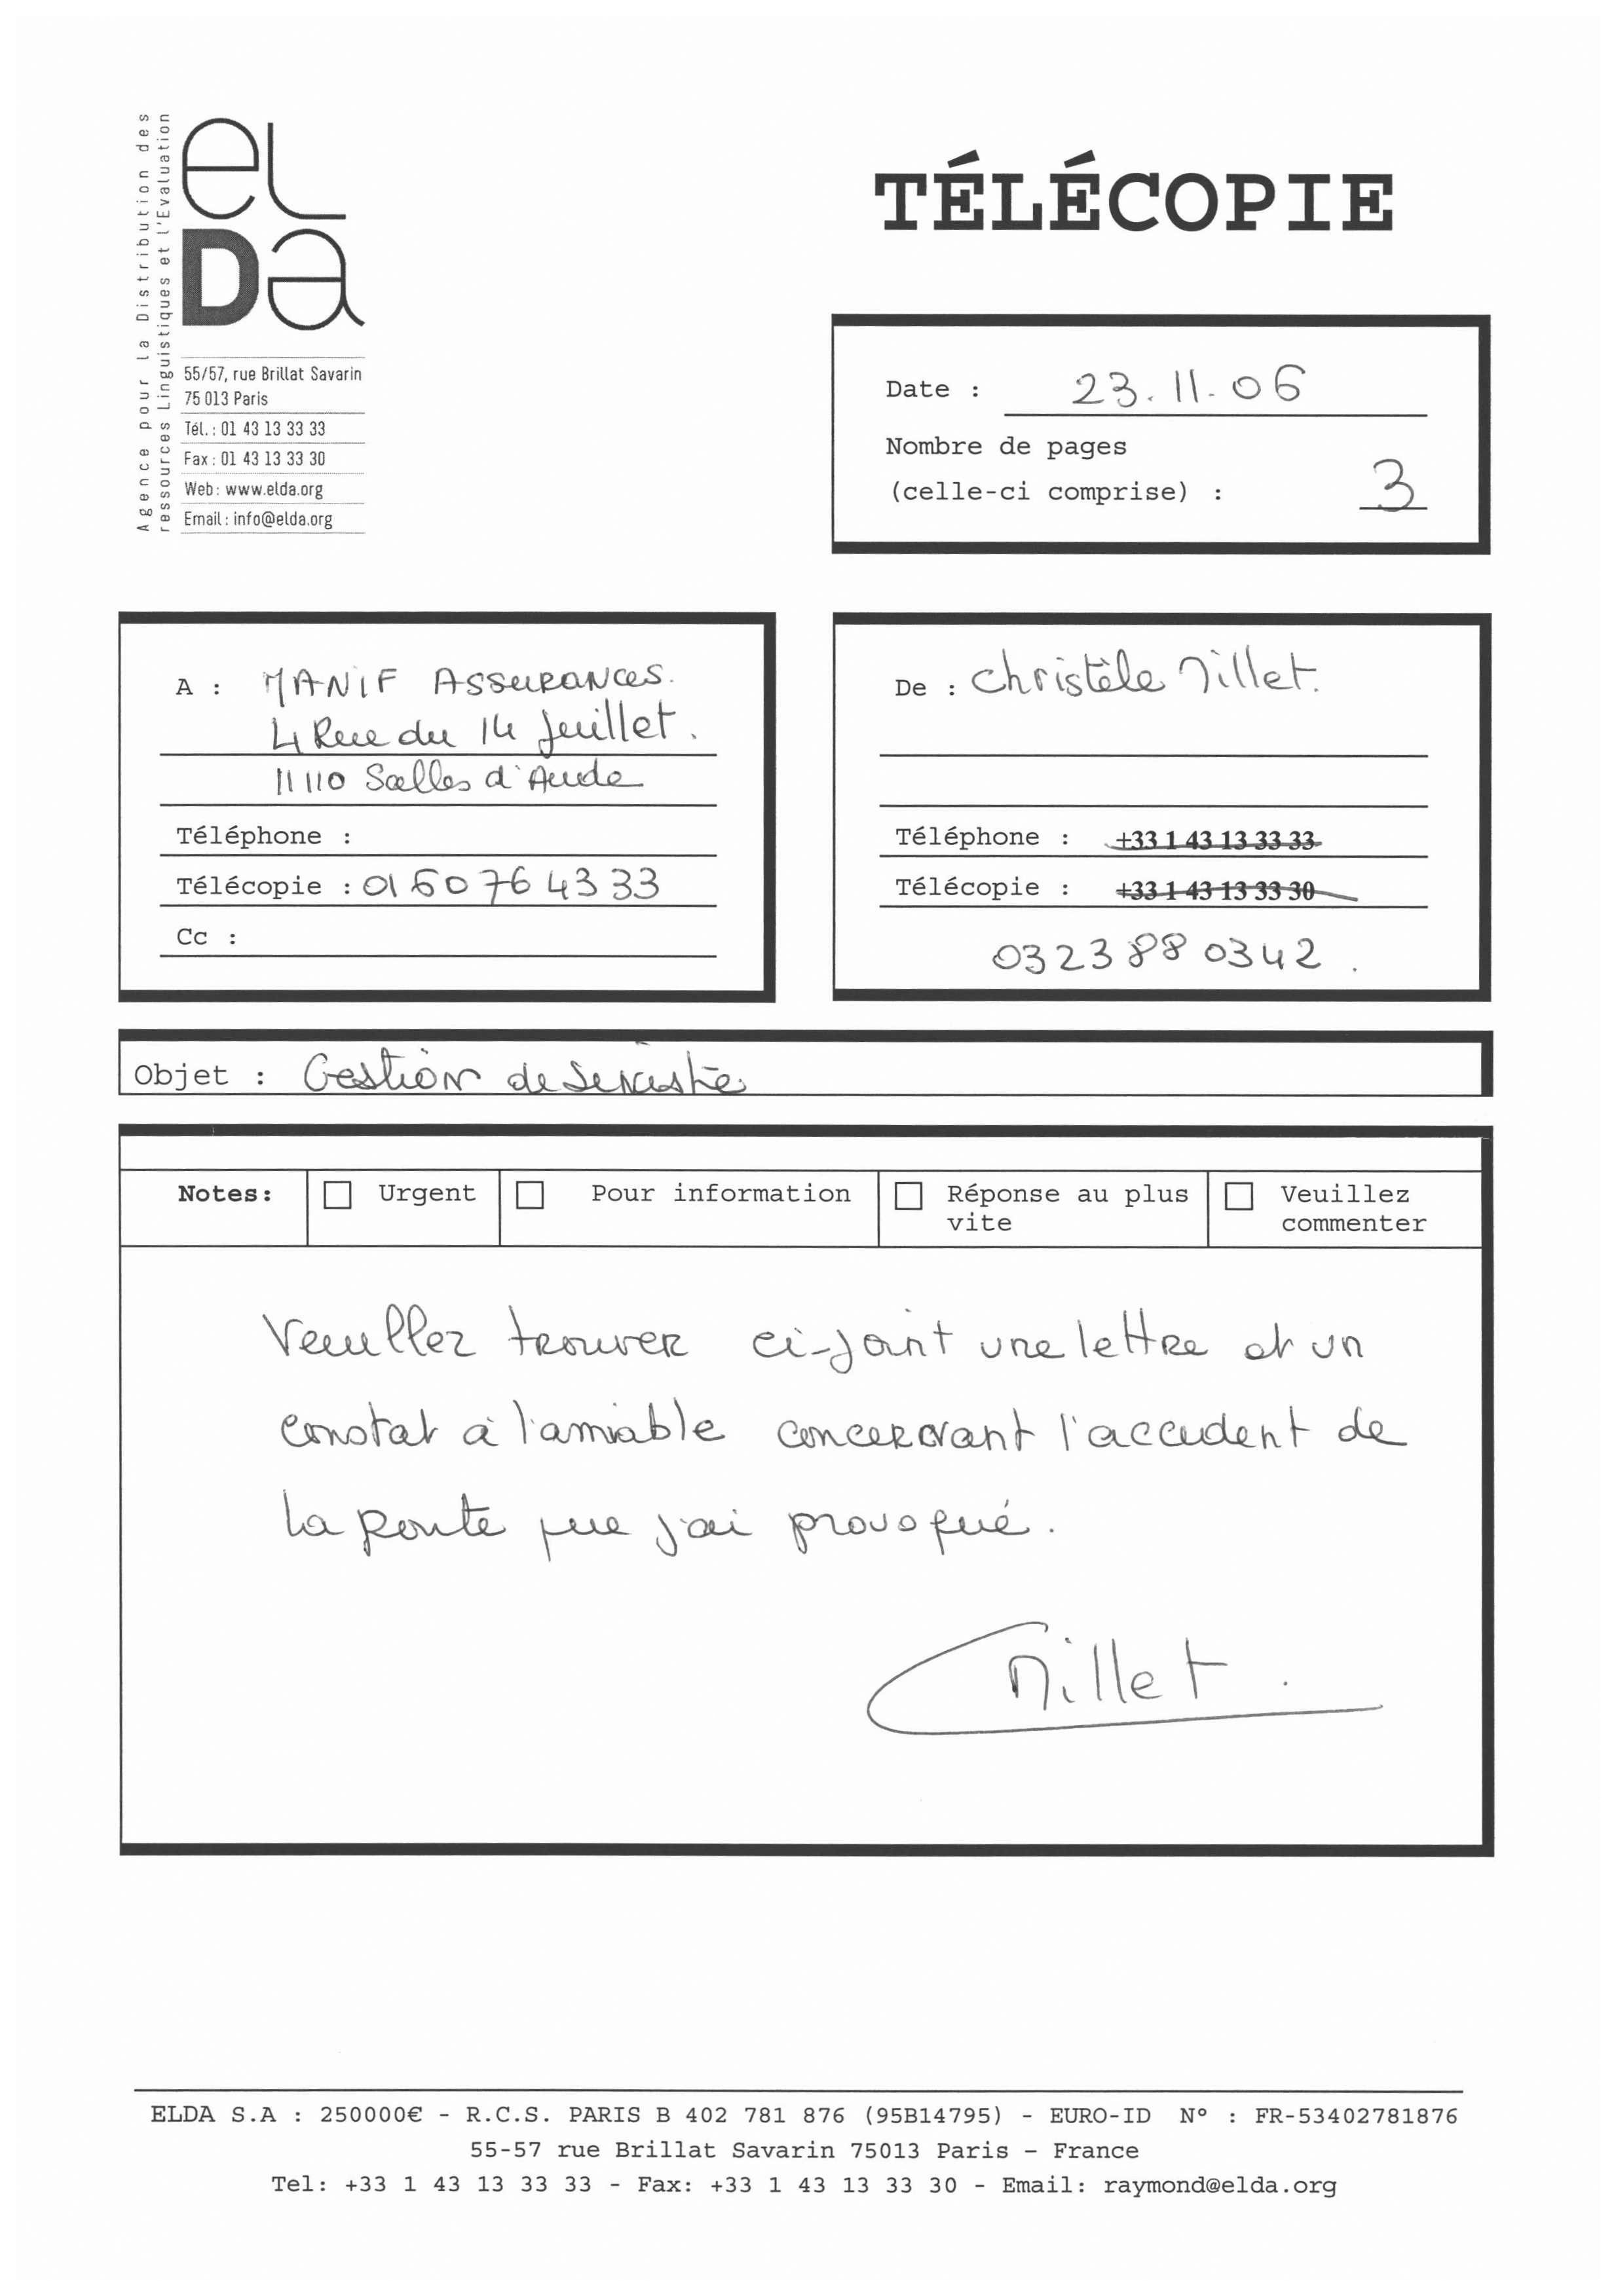 Agence pour la Distribution des
ressources Linguistiques et l'Evaluation
elDa
55/57, rue Brillat Savarin
75 013 Paris
Tél. : 01 43 13 33 33
Fax : 01 43 13 33 30
Web : www.elda.org
Email : info@elda.org
TÉLÉCOPIE
Date : 23.11.06
Nombre de pages
(celle-ci comprise) : 3
A : MANIF Assurances.
4 Rue du 14 Juillet.
11110 Salles d'Aude
Téléphone :
Télécopie : 01 60 76 43 33
Cc :
De : Christèle Millet.
Téléphone : +33 1 43 13 33 33
Télécopie : +33 1 43 13 33 30
0323880342.
Objet : Gestion de
Notes: Urgent Pour information Réponse au plus vite Veuillez commenter
Veuillez trouver ci-joint une lettre et un
constat à l'amiable concernant l'accident de
la route que j'ai provoqué.
Millet.
ELDA S.A : 250000€ - R.C.S. PARIS B 402 781 876 (95B14795) - EURO-ID N° : FR-53402781876
55-57 rue Brillat Savarin 75013 Paris – France
Tel: +33 1 43 13 33 33 - Fax: +33 1 43 13 33 30 - Email: raymond@elda.org